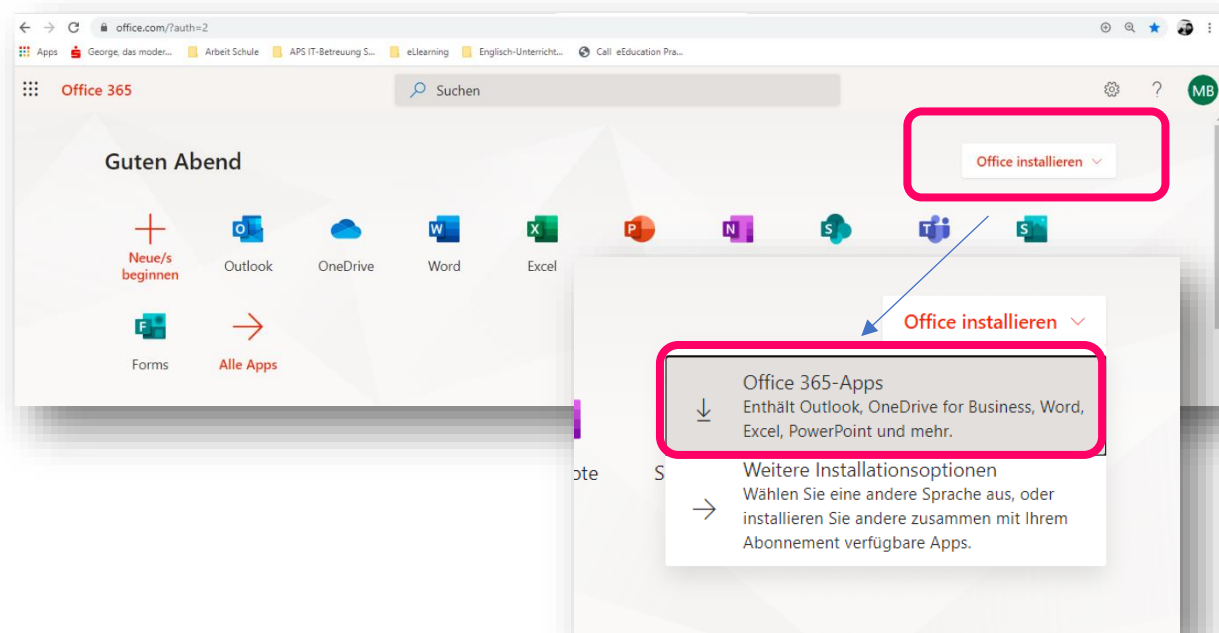 office.com/?auth=2
Apps George, das moder... Arbeit Schule APS IT-Betreuung S... eLearning Englisch-Unterricht... Call eEducation Pra...
Office 365 Suchen ? MB
Guten Abend Office installieren
Neue/s beginnen
Outlook OneDrive Word Excel
Forms Alle Apps
Office installieren
Office 365-Apps
Enthält Outlook, OneDrive for Business, Word,
Excel, PowerPoint und mehr.
ote S
Weitere Installationsoptionen
Wählen Sie eine andere Sprache aus, oder
installieren Sie andere zusammen mit Ihrem
Abonnement verfügbare Apps.